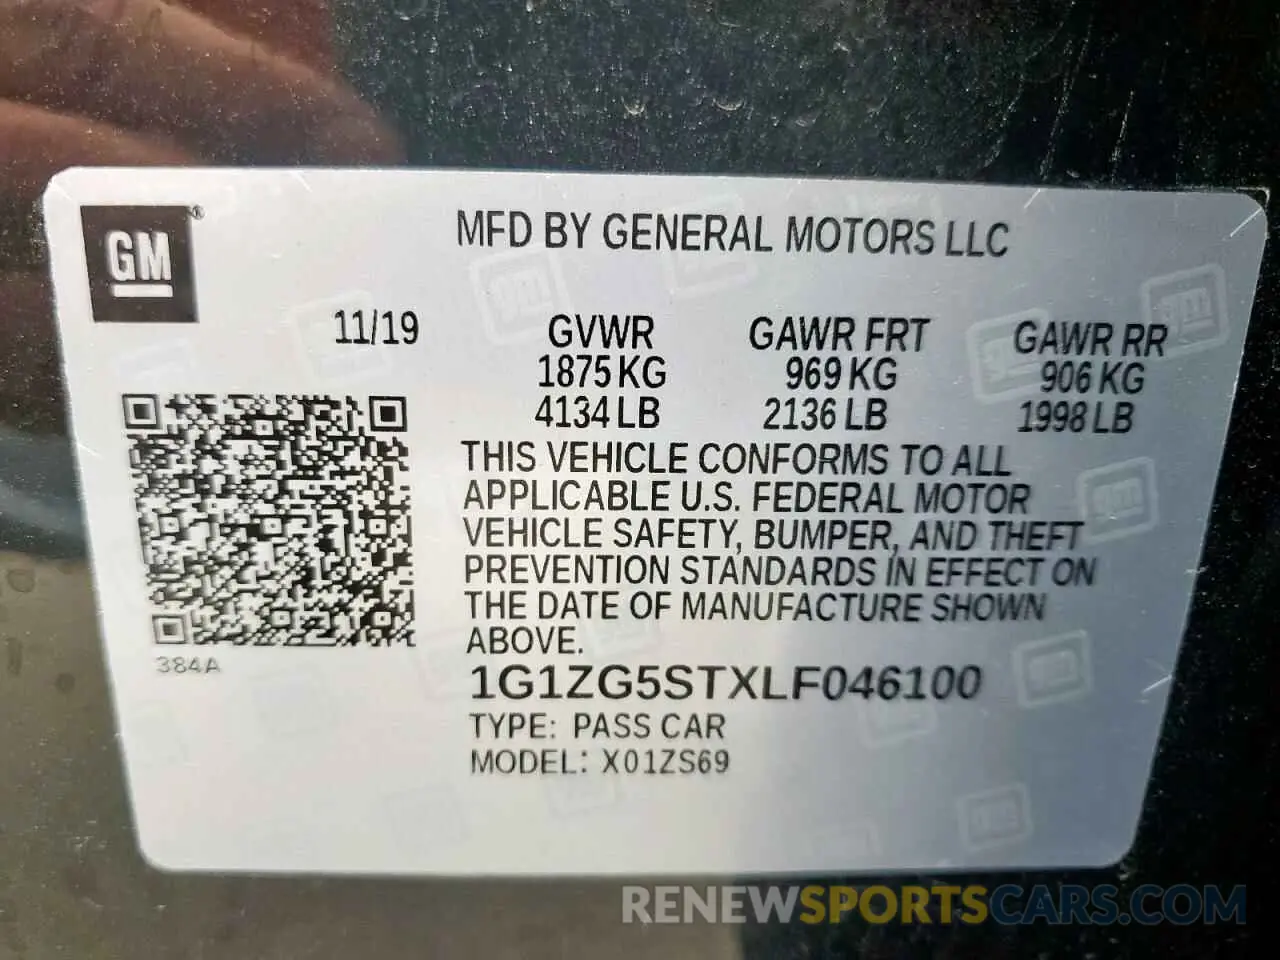 GM®
MFD BY GENERAL MOTORS LLC
11/19 GVWR GAWR FRT GAWR RR
1875 KG 969 KG 906 KG
4134 LB 2136 LB 1998 LB
THIS VEHICLE CONFORMS TO ALL
APPLICABLE U.S. FEDERAL MOTOR
VEHICLE SAFETY, BUMPER, AND THEFT
PREVENTION STANDARDS IN EFFECT ON
THE DATE OF MANUFACTURE SHOWN
ABOVE.
384A
1G1ZG5STXLF046100
TYPE: PASS CAR
MODEL: X01ZS69
RENEWSPORTSCARS.COM